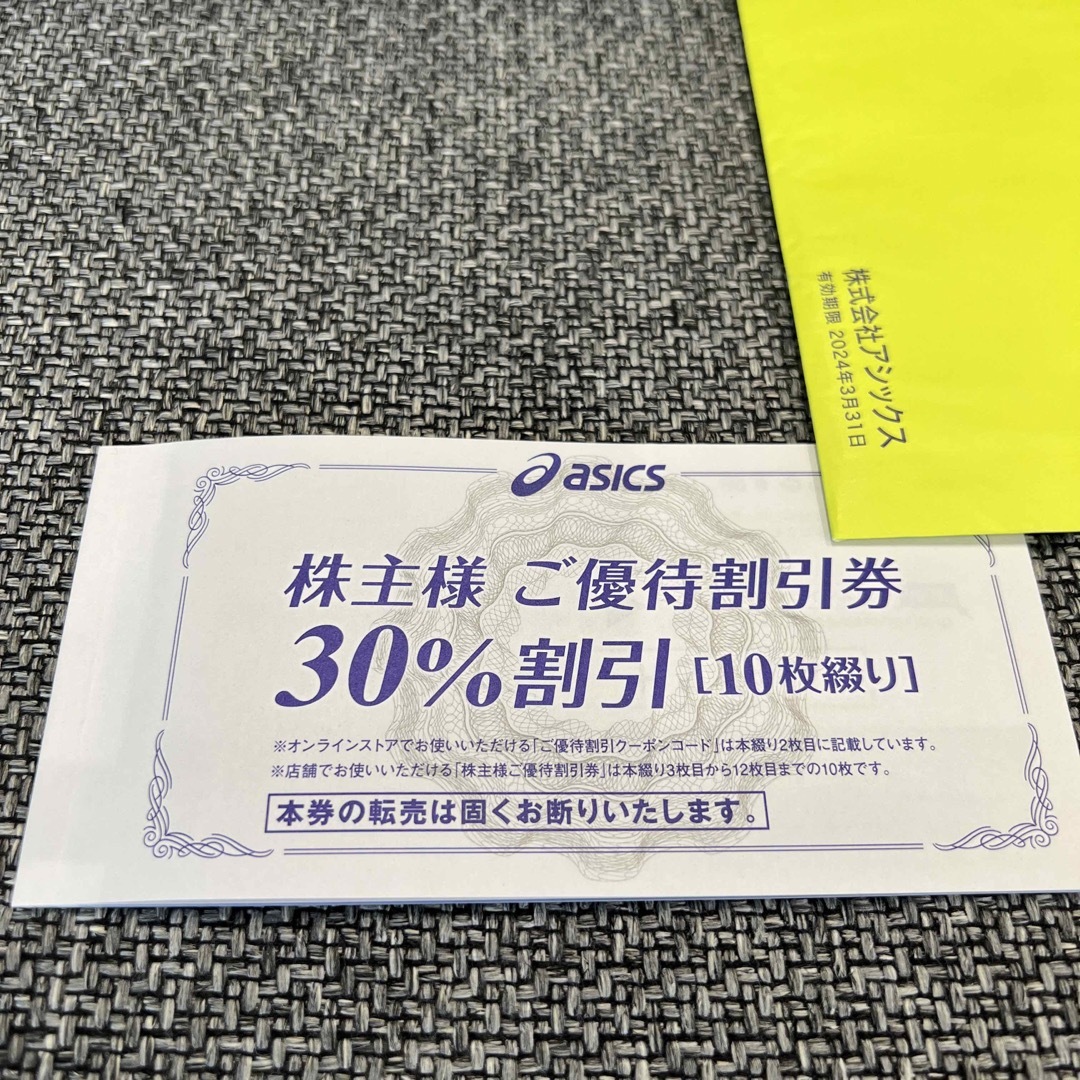 株式会社アシックス
有効期限 2024年3月31日
asics
株主様 ご優待割引券
30%割引 [10枚綴り]
※オンラインストアでお使いいただける「ご優待割引クーポンコード」は本綴り2枚目に記載しています。
※店舗でお使いいただける「株主様ご優待割引券」は本綴り3枚目から12枚目までの10枚です。
本券の転売は固くお断りいたします。